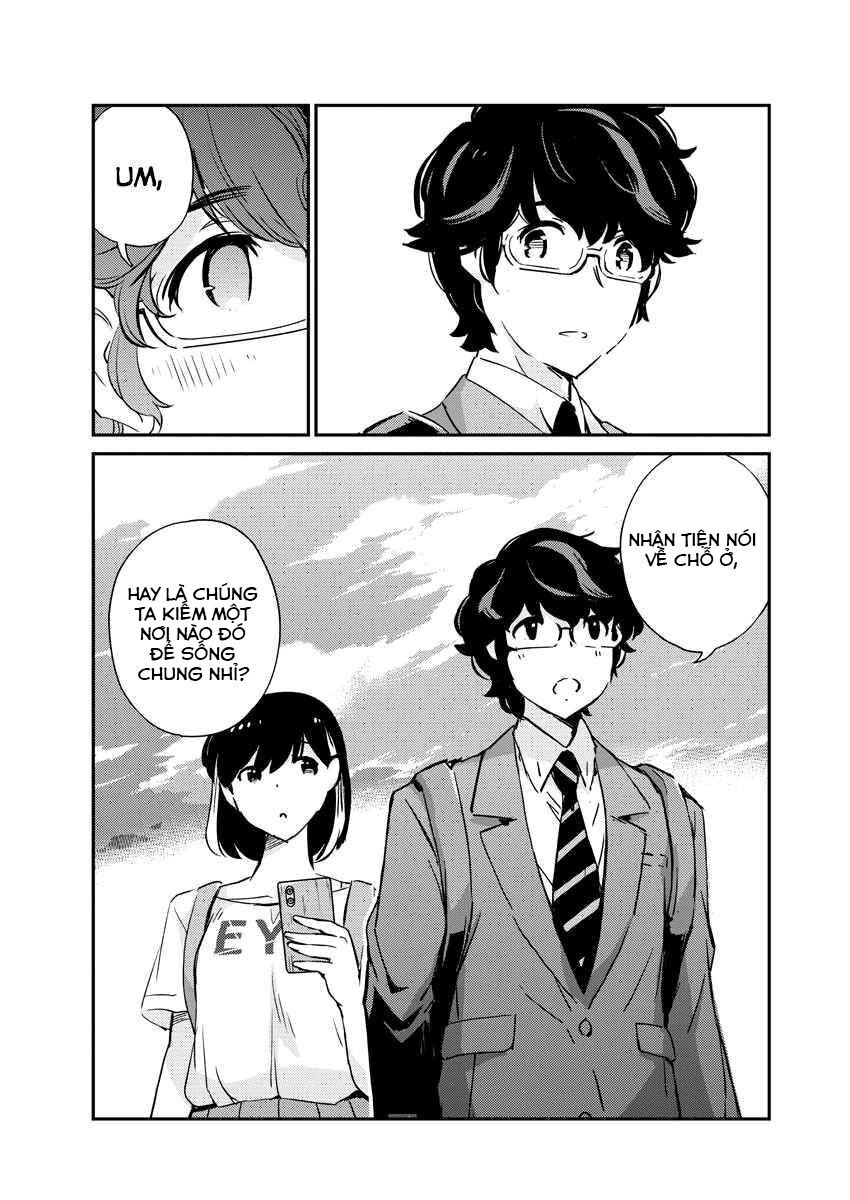 UM,
NHÂN TIỆN NÓI
VỀ CHỖ Ở,
HAY LÀ CHÚNG
TA KIẾM MỘT
NƠI NÀO ĐÓ
ĐỂ SỐNG
CHUNG NHỈ?
EY